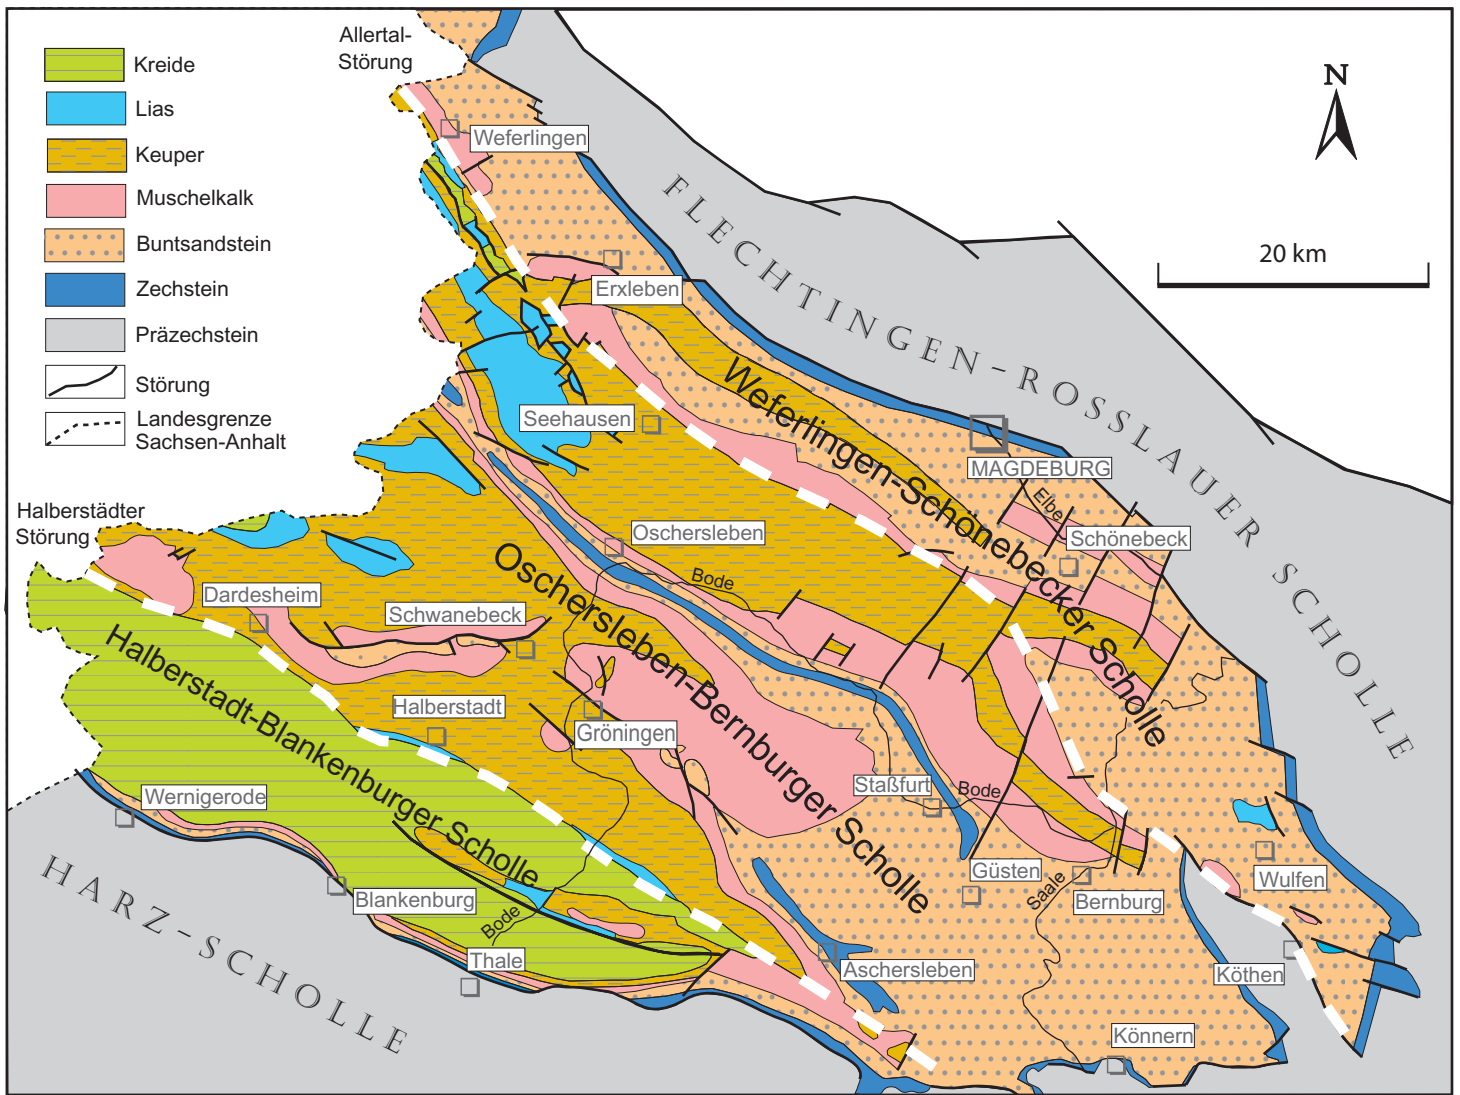 Allertal-
Störung
Kreide
Lias
Keuper
Muschelkalk
Buntsandstein
Zechstein
Präzechstein
Störung
Landesgrenze
Sachsen-Anhalt
N
20 km
FLECHTINGEN-ROSSLAUER SCHOLLE
Weferlingen
Erxleben
Weferlingen-Schönebecker Scholle
Seehausen
MAGDEBURG
Elbe
Schönebeck
Halberstädter
Störung
Oschersleben
Bode
Oschersleben-Bernburger Scholle
Dardesheim
Schwanebeck
Halberstadt-Blankenburger Scholle
Halberstadt
Gröningen
Staßfurt
Bode
Wernigerode
Güsten
Saale
Bernburg
Wulfen
HARZ-SCHOLLE
Blankenburg
Bode
Thale
Aschersleben
Köthen
Könnern